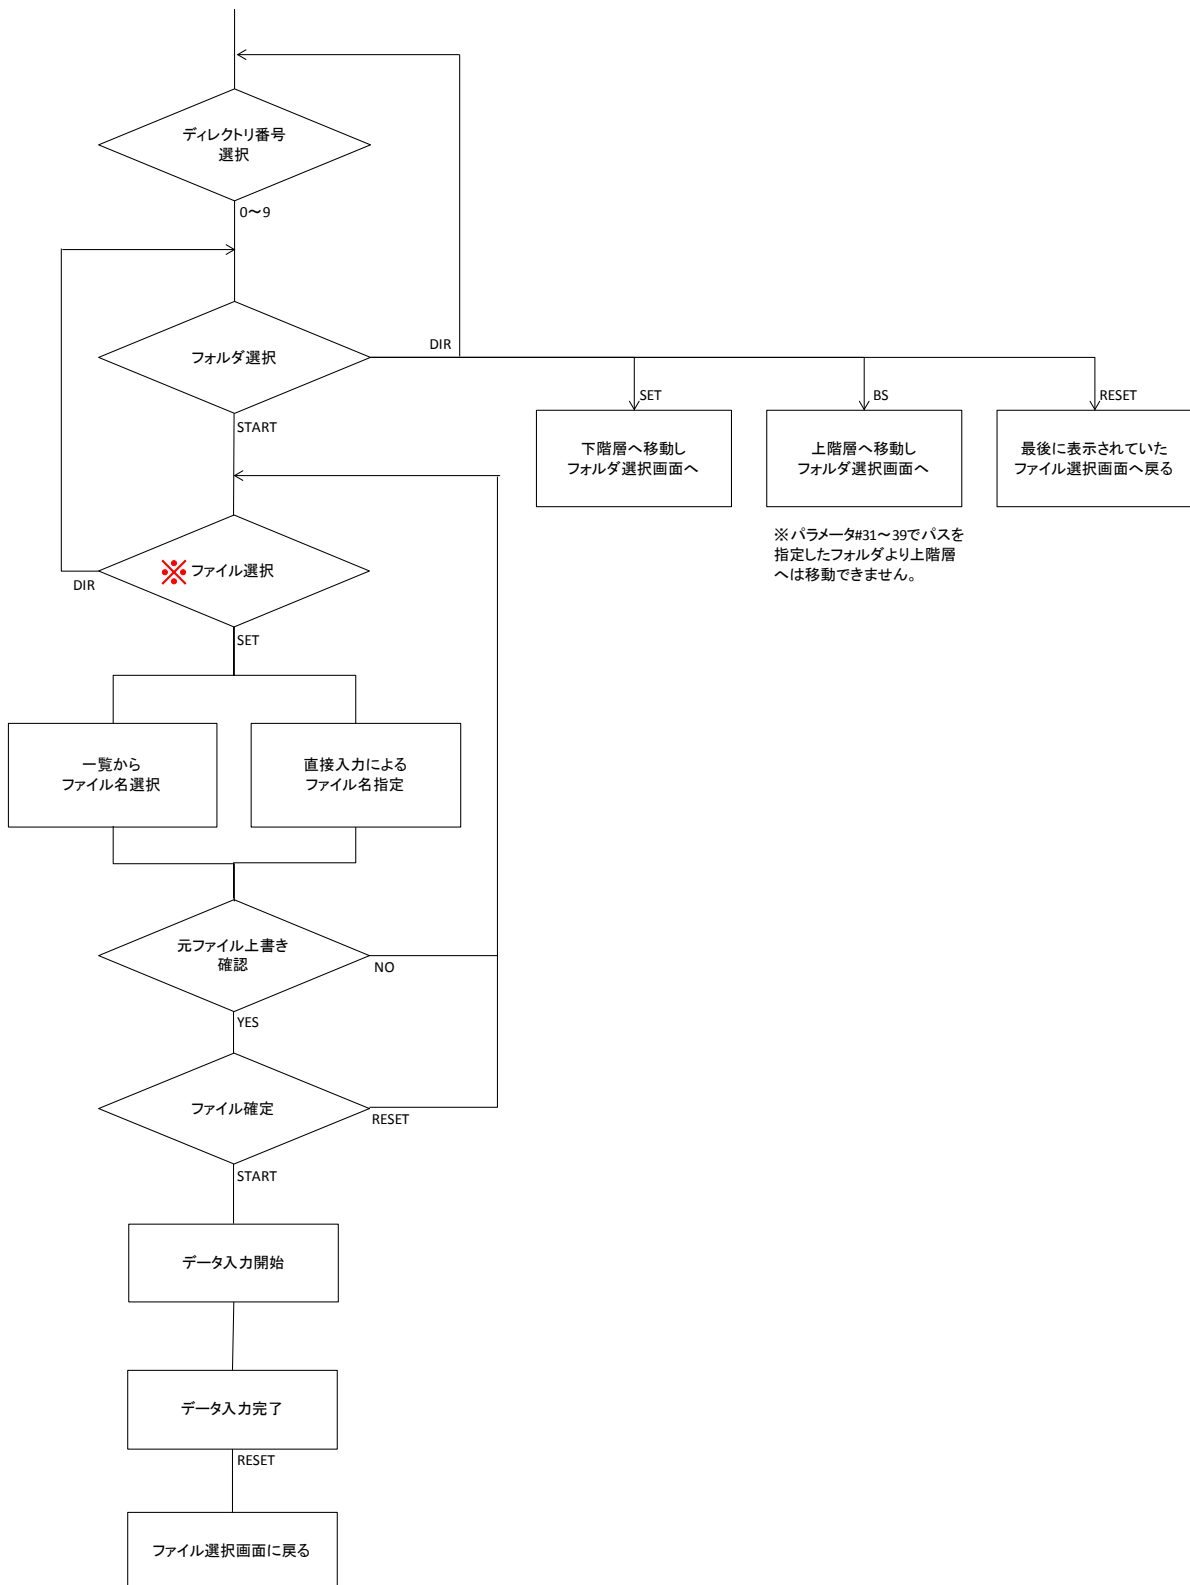 ディレクトリ番号
選択
0～9
フォルダ選択
DIR
START
SET
BS
RESET
下階層へ移動し
フォルダ選択画面へ
上階層へ移動し
フォルダ選択画面へ
最後に表示されていた
ファイル選択画面へ戻る
※パラメータ#31～39でパスを
指定したフォルダより上階層
へは移動できません。
※ ファイル選択
DIR
SET
一覧から
ファイル名選択
直接入力による
ファイル名指定
元ファイル上書き
確認
NO
YES
ファイル確定
RESET
START
データ入力開始
データ入力完了
RESET
ファイル選択画面に戻る